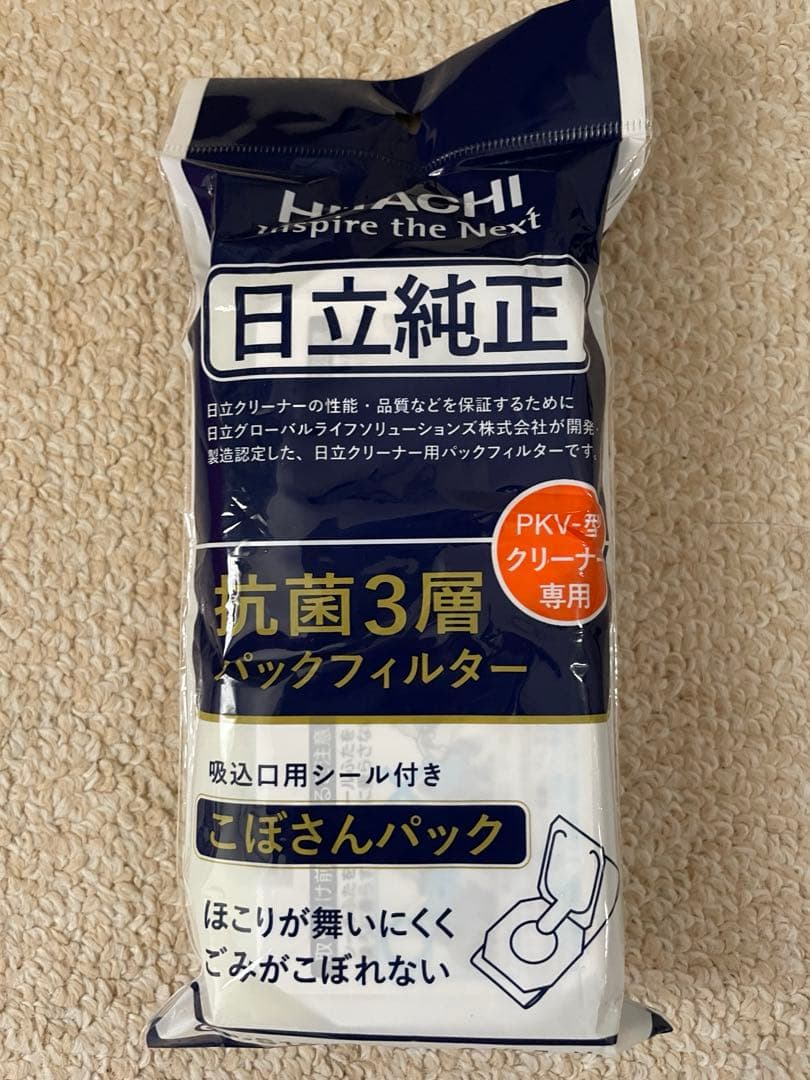 HITACHI
Inspire the Next
日立純正
日立クリーナーの性能・品質などを保証するために
日立グローバルライフソリューションズ株式会社が開発・
製造認定した、日立クリーナー用パックフィルターです。
PKV-型
クリーナー
専用
抗菌3層
パックフィルター
吸込口用シール付き
こぼさんパック
ほこりが舞いにくく
ごみがこぼれない